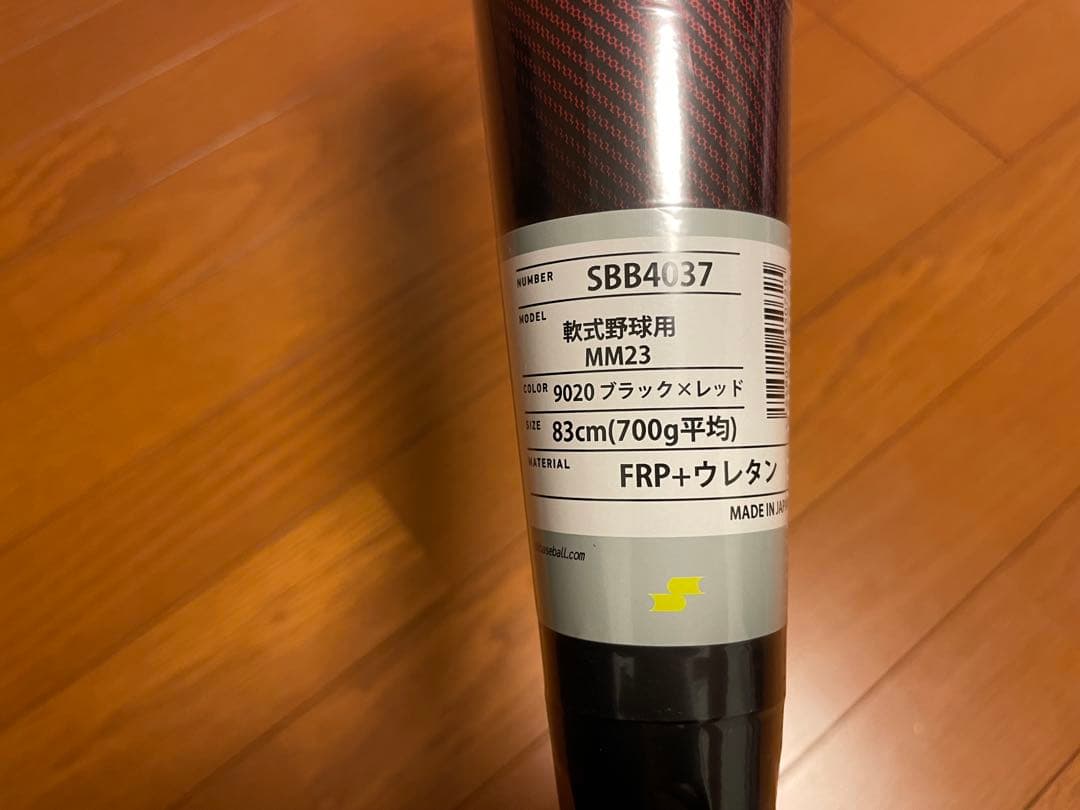 NUMBER SBB4037
MODEL
軟式野球用
MM23
COLOR 9020 ブラック×レッド
SIZE 83cm(700g平均)
MATERIAL FRP+ウレタン
MADE IN